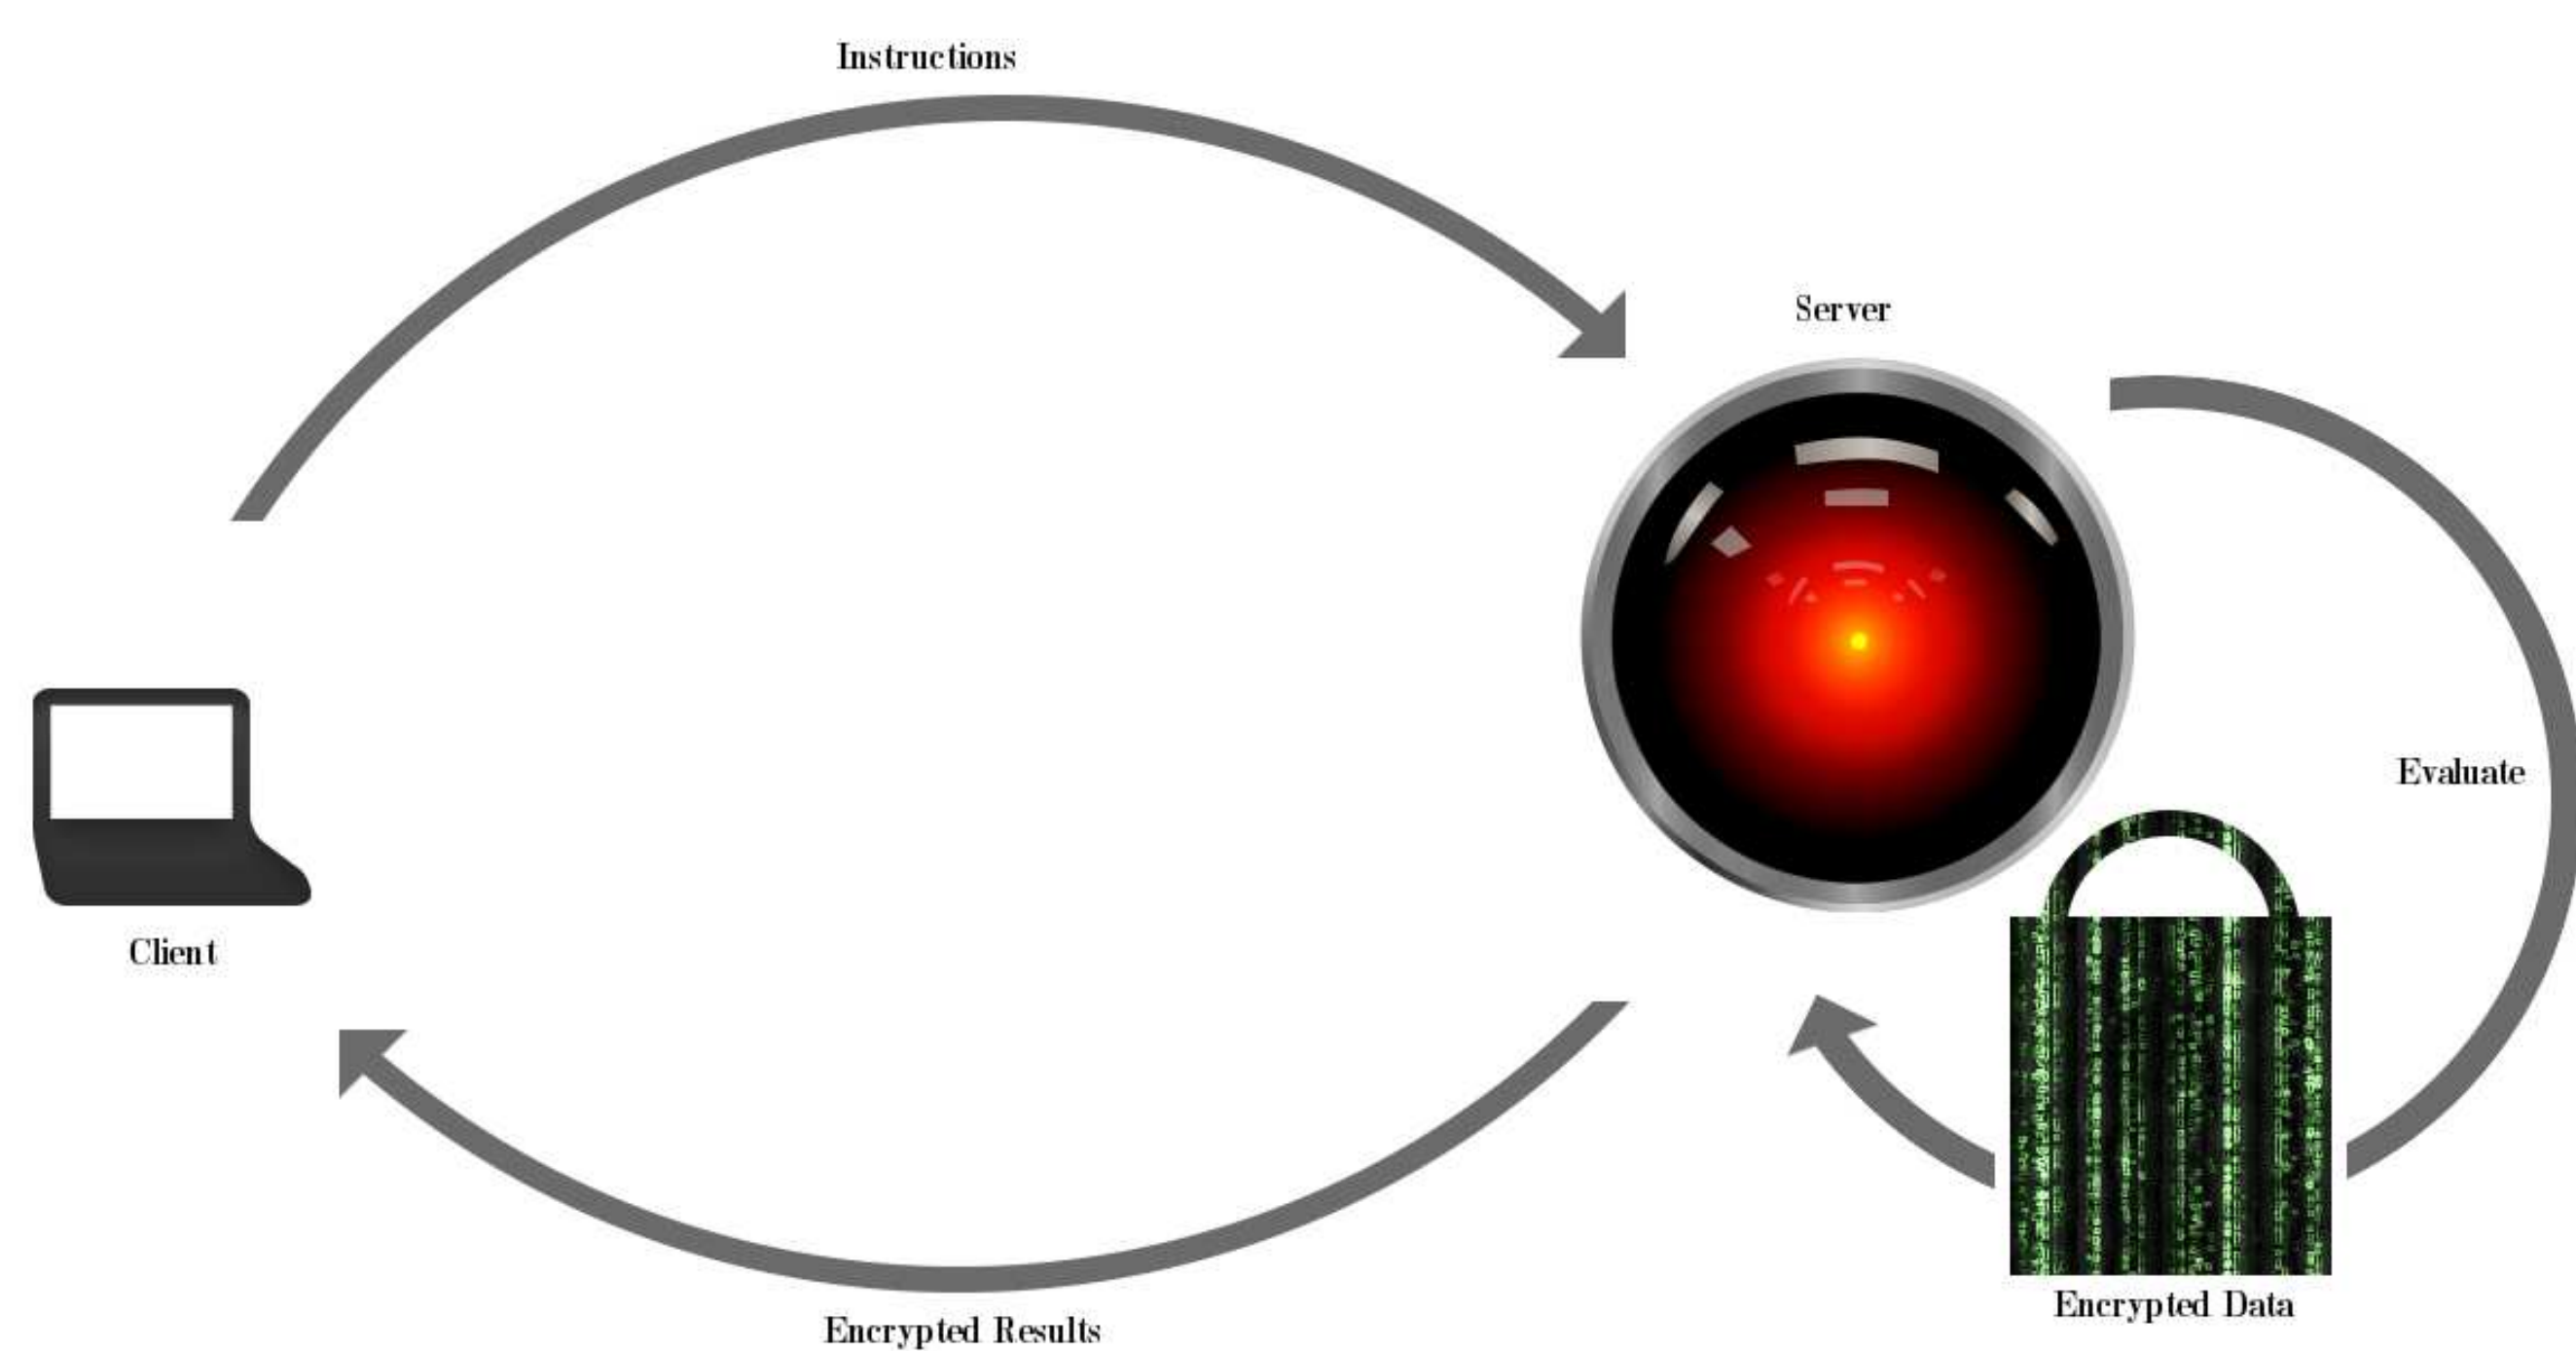 Instructions
Server
Evaluate
Client
Encrypted Data
Encrypted Results